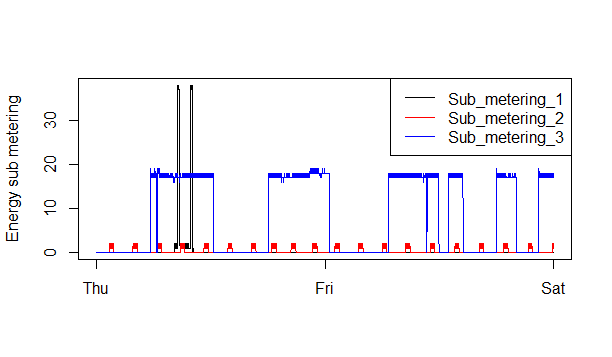 Energy sub metering
30
20
10
0
Sub_metering_1
Sub_metering_2
Sub_metering_3
Thu
Fri
Sat